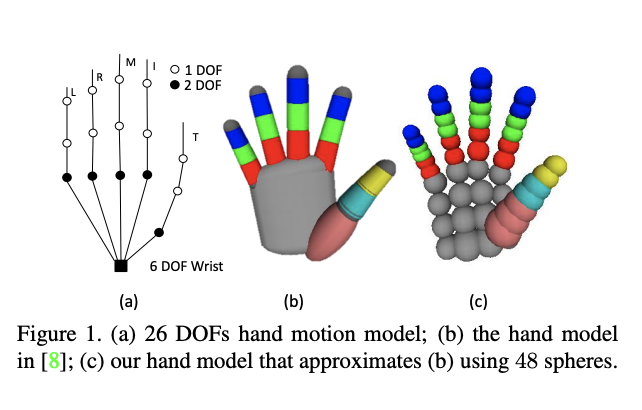 L
R
M
I
1 DOF
2 DOF
T
6 DOF Wrist
(a)
(b)
(c)
Figure 1. (a) 26 DOFs hand motion model; (b) the hand model
in [8]; (c) our hand model that approximates (b) using 48 spheres.